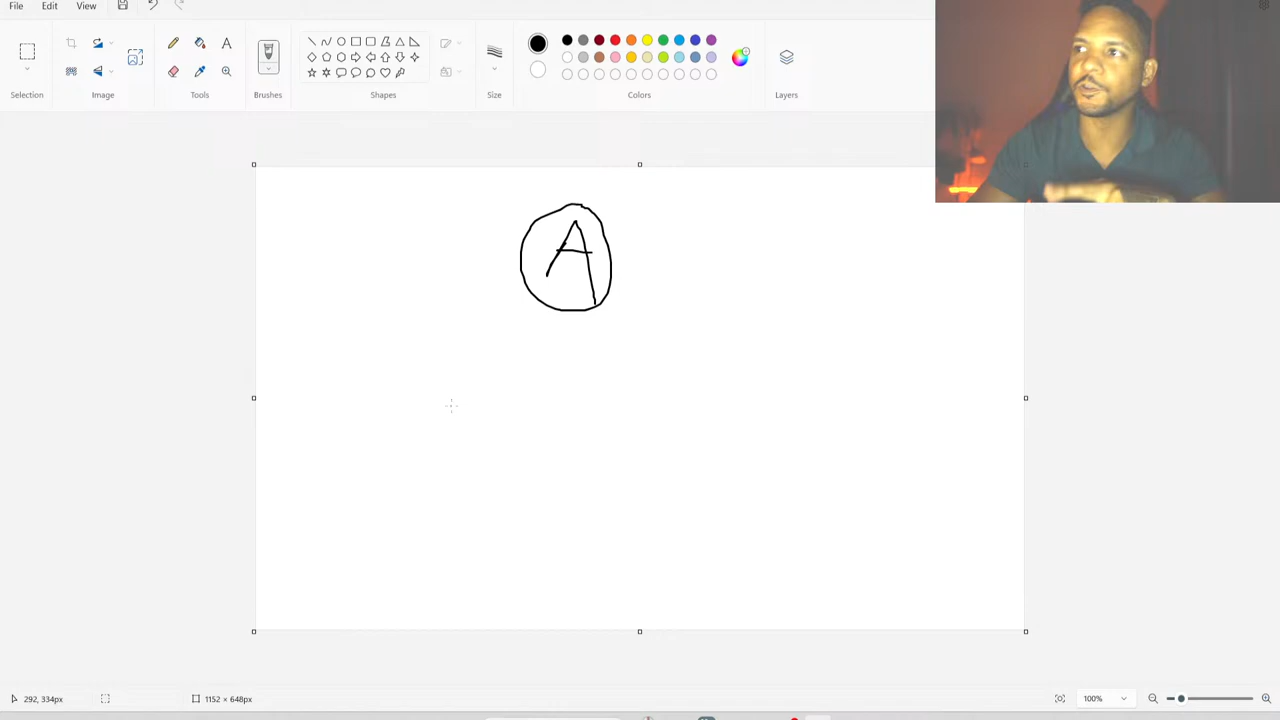 File Edit View
Selection Image Tools Brushes Shapes Size Colors Layers
A
A
292, 334px 1152 × 648px 100%